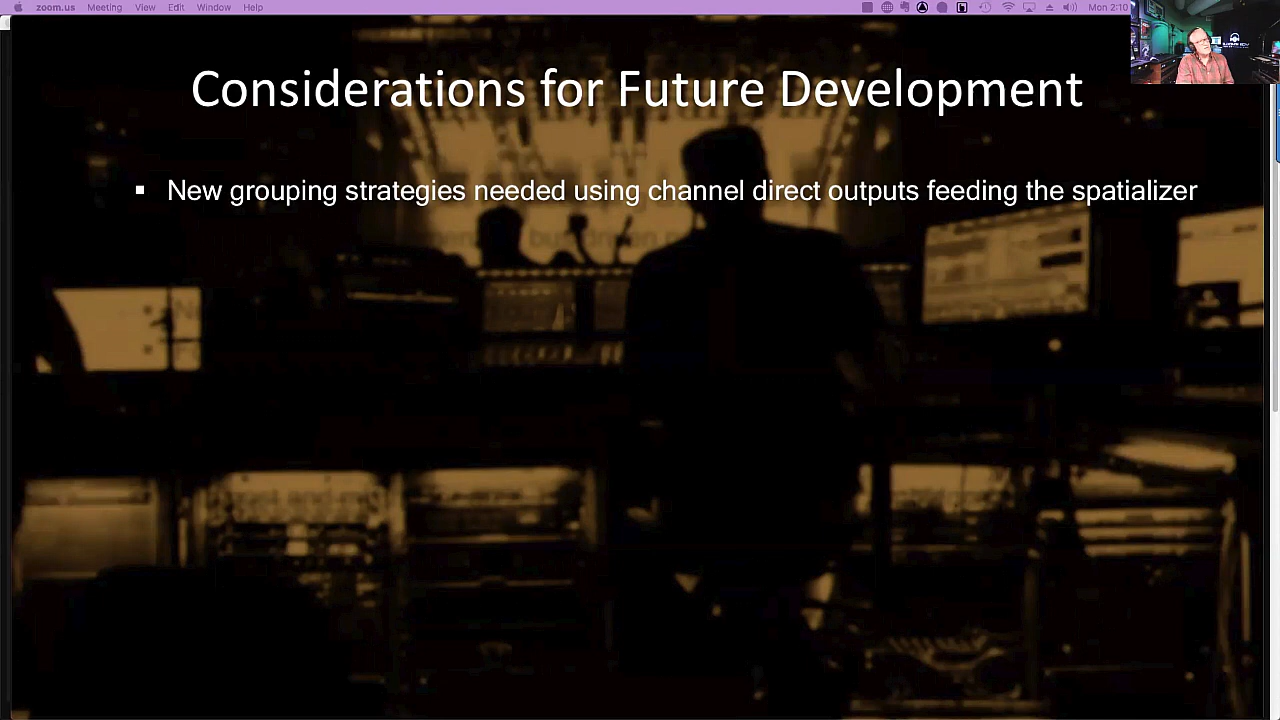 zoom.us Meeting View Edit Window Help Mon 2:10
Considerations for Future Development
▪ New grouping strategies needed using channel direct outputs feeding the spatializer